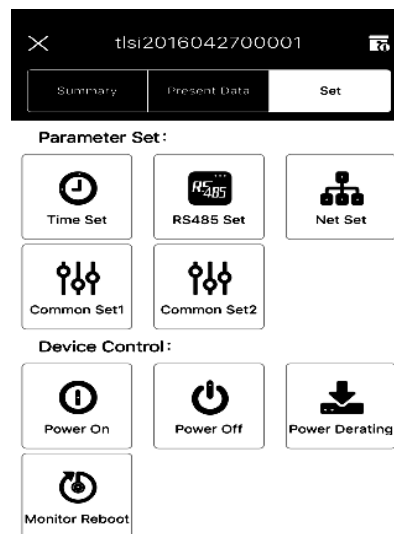 tlsi2016042700001
Summary Present Data Set
Parameter Set:
RS485
Time Set RS485 Set Net Set
Common Set1 Common Set2
Device Control:
Power On Power Off Power Derating
Monitor Reboot